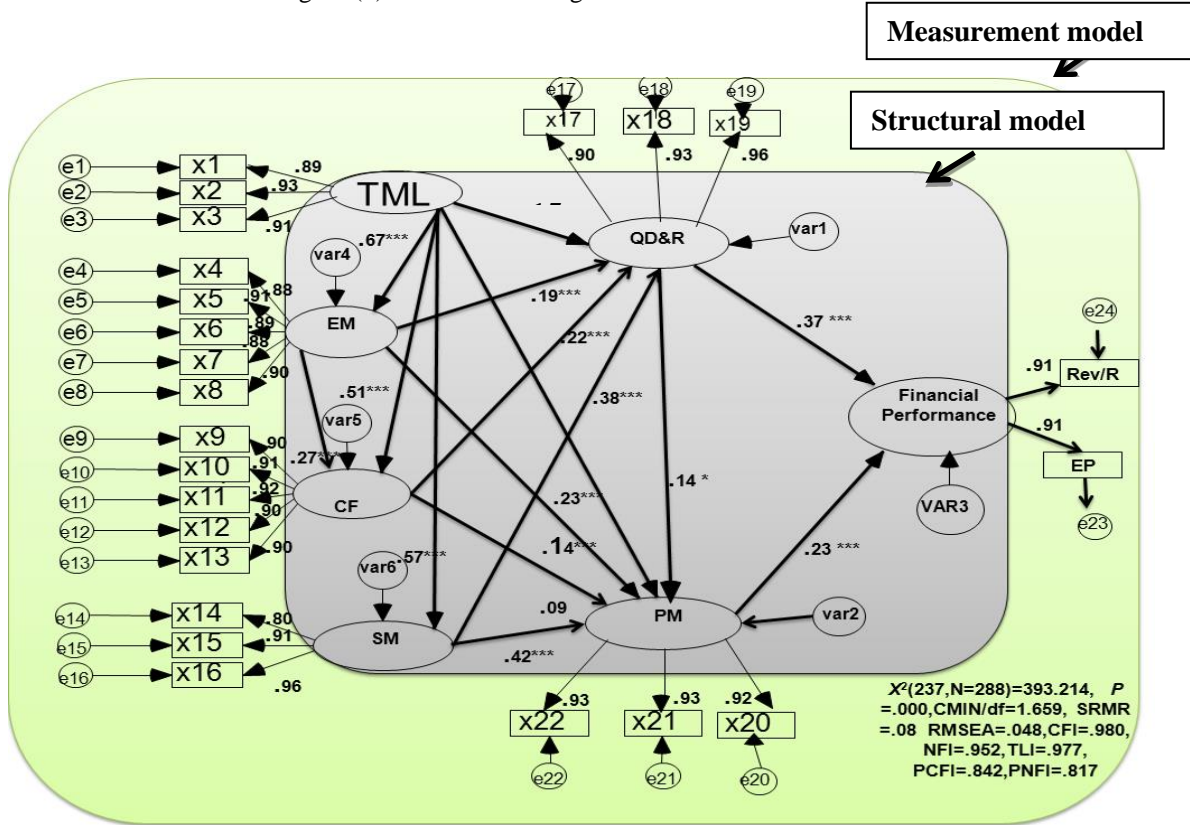 Measurement model
Structural model
e17
e18
e19
x17
x18
x19
.90
.93
.96
e1
x1
.89
e2
x2
.93
e3
x3
.91
TML
QD&R
var1
.67***
var4
e4
x4
.88
e5
x5
.91
e6
x6
.89
e7
x7
.88
e8
x8
.90
EM
.19***
.22***
.37 ***
e24
.91
Rev/R
Financial
Performance
.91
EP
e23
VAR3
.51***
var5
.38***
e9
x9
.90
e10
x10
.91
e11
x11
.92
e12
x12
.90
e13
x13
.90
.27***
CF
.23***
.14 *
.14***
.23 ***
var6
.57***
.09
PM
var2
e14
x14
.80
e15
x15
.91
e16
x16
.96
SM
.42***
.93
.93
.92
x22
x21
x20
e22
e21
e20
X²(237,N=288)=393.214, P
=.000,CMIN/df=1.659, SRMR
=.08 RMSEA=.048,CFI=.980,
NFI=.952,TLI=.977,
PCFI=.842,PNFI=.817